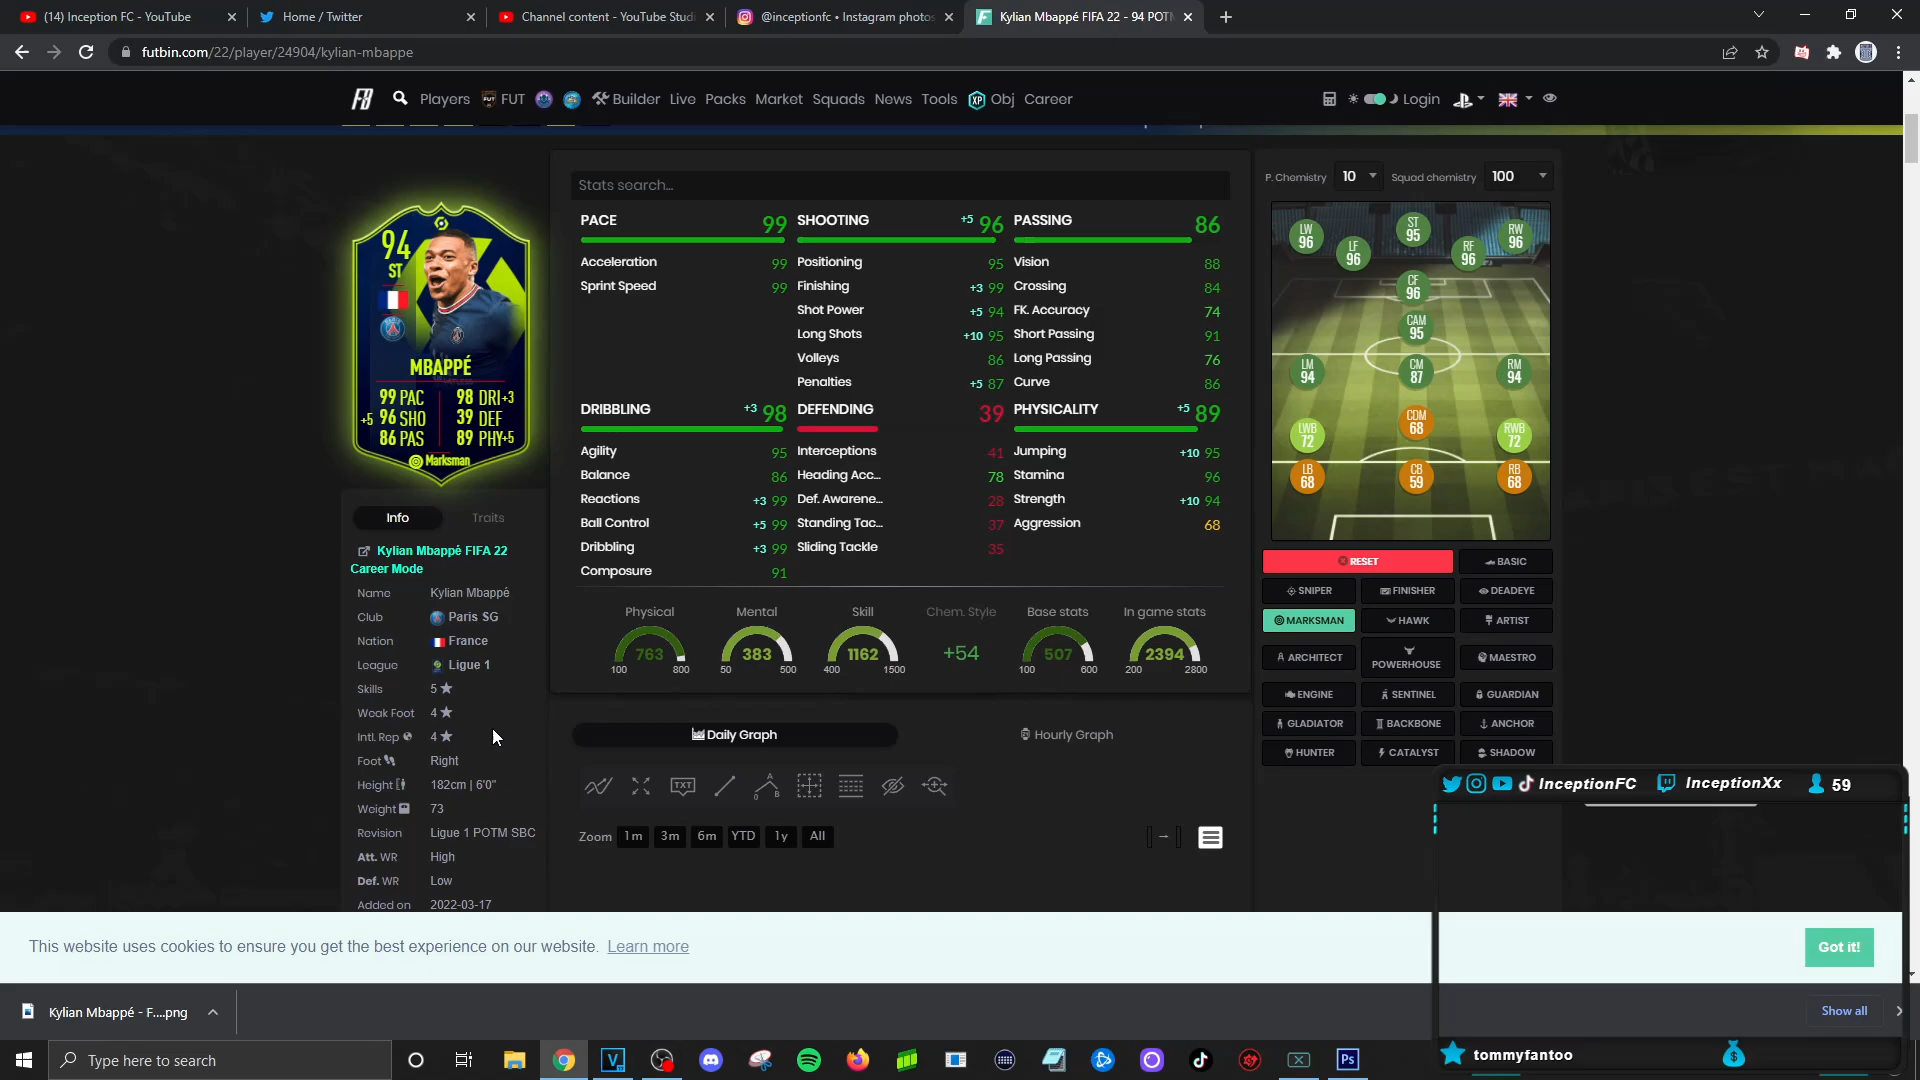 (14) Inception FC - YouTube
Home / Twitter
Channel content - YouTube Studi
@inceptionfc • Instagram photos
Kylian Mbappé FIFA 22 - 94 POTM
futbin.com/22/player/24904/kylian-mbappe
Players FUT Builder Live Packs Market Squads News Tools XP Obj Career Login
Stats search...
P. Chemistry 10 Squad chemistry 100
94
ST
MBAPPÉ
99 PAC 98 DRI+3
+5 96 SHO 39 DEF
86 PAS 89 PHY+5
Marksman
PACE 99
Acceleration 99
Sprint Speed 99
SHOOTING +5 96
Positioning 95
Finishing +3 99
Shot Power +5 94
Long Shots +10 95
Volleys 86
Penalties +5 87
PASSING 86
Vision 88
Crossing 84
FK. Accuracy 74
Short Passing 91
Long Passing 76
Curve 86
DRIBBLING +3 98
Agility 95
Balance 86
Reactions +3 99
Ball Control +5 99
Dribbling +3 99
Composure 91
DEFENDING 39
Interceptions 41
Heading Acc... 78
Def. Awarene... 28
Standing Tac... 37
Sliding Tackle 35
PHYSICALITY +5 89
Jumping +10 95
Stamina 96
Strength +10 94
Aggression 68
Physical
763
100 800
Mental
383
50 500
Skill
1162
400 1500
Chem. Style
+54
Base stats
507
100 600
In game stats
2394
200 2800
LW
96
LF
96
ST
95
RF
96
RW
96
CF
96
CAM
95
LM
94
CM
87
RM
94
LWB
72
CDM
68
RWB
72
LB
68
CB
59
RB
68
RESET BASIC
SNIPER FINISHER DEADEYE
MARKSMAN HAWK ARTIST
ARCHITECT POWERHOUSE MAESTRO
ENGINE SENTINEL GUARDIAN
GLADIATOR BACKBONE ANCHOR
HUNTER CATALYST SHADOW
Info Traits
Kylian Mbappé FIFA 22
Career Mode
Name Kylian Mbappé
Club Paris SG
Nation France
League Ligue 1
Skills 5
Weak Foot 4
Intl. Rep 4
Foot Right
Height 182cm | 6'0"
Weight 73
Revision Ligue 1 POTM SBC
Att. WR High
Def. WR Low
Added on 2022-03-17
Daily Graph Hourly Graph
TXT
Zoom 1m 3m 6m YTD 1y All
InceptionFC InceptionXx 59
This website uses cookies to ensure you get the best experience on our website. Learn more
Got it!
Kylian Mbappé - F....png
Show all
Type here to search
tommyfantoo